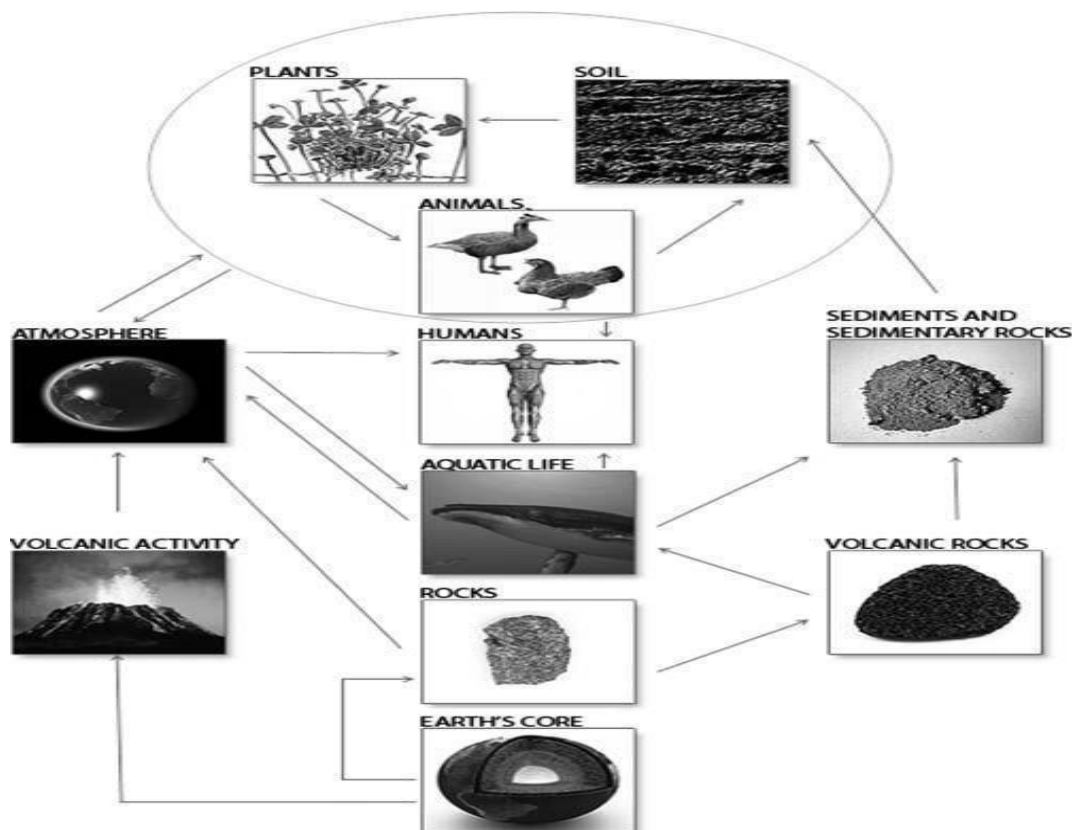 PLANTS
SOIL
ANIMALS
ATMOSPHERE
HUMANS
SEDIMENTS AND
SEDIMENTARY ROCKS
AQUATIC LIFE
VOLCANIC ACTIVITY
VOLCANIC ROCKS
ROCKS
EARTH'S CORE